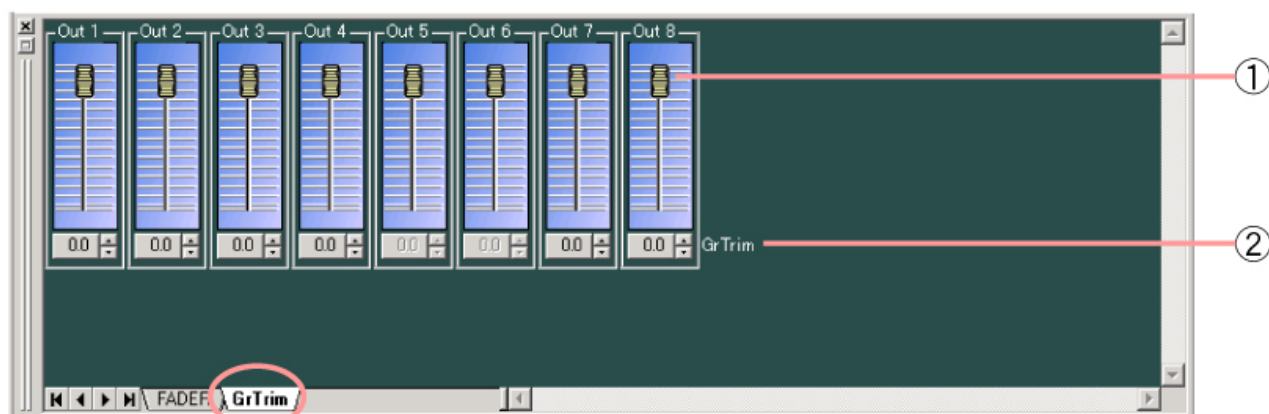 Out 1 Out 2 Out 3 Out 4 Out 5 Out 6 Out 7 Out 8
①
0.0 0.0 0.0 0.0 0.0 0.0 0.0 0.0 GrTrim
②
FADEF GrTrim